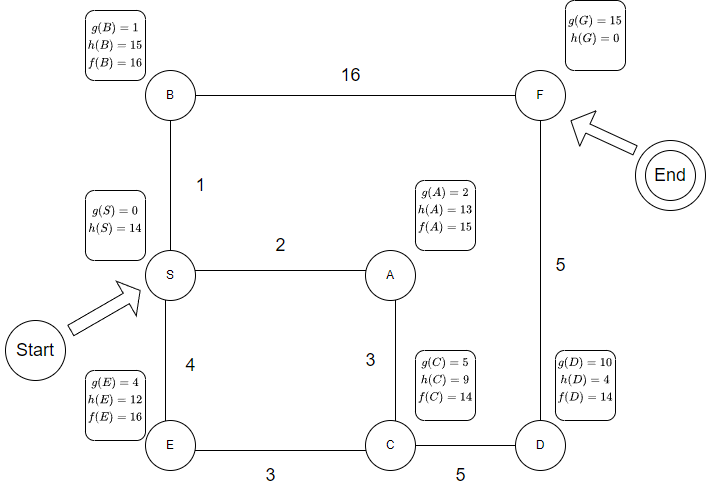 g(B) = 1
h(B) = 15
f(B) = 16
g(G) = 15
h(G) = 0
16
B
F
End
1
g(A) = 2
h(A) = 13
f(A) = 15
g(S) = 0
h(S) = 14
2
S
A
5
Start
4
3
g(C) = 5
h(C) = 9
f(C) = 14
g(D) = 10
h(D) = 4
f(D) = 14
g(E) = 4
h(E) = 12
f(E) = 16
E
C
D
3
5